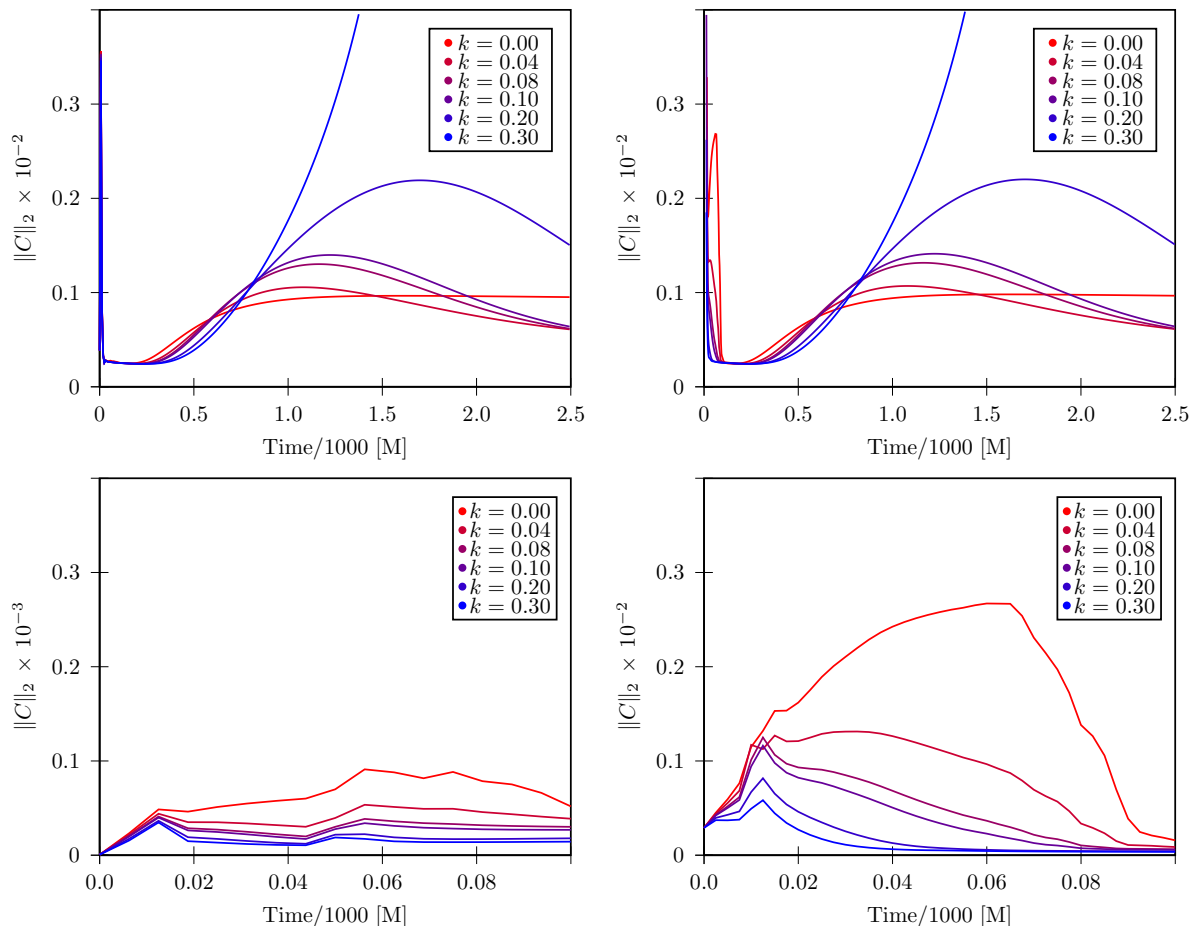 ∥C∥₂ × 10⁻²
0.4
0.3
0.2
0.1
0
0
0.5
1.0
1.5
2.0
2.5
Time/1000 [M]
k = 0.00
k = 0.04
k = 0.08
k = 0.10
k = 0.20
k = 0.30
∥C∥₂ × 10⁻²
0.3
0.2
0.1
0
0
0.5
1.0
1.5
2.0
2.5
Time/1000 [M]
k = 0.00
k = 0.04
k = 0.08
k = 0.10
k = 0.20
k = 0.30
∥C∥₂ × 10⁻³
0.3
0.2
0.1
0
0.0
0.02
0.04
0.06
0.08
Time/1000 [M]
k = 0.00
k = 0.04
k = 0.08
k = 0.10
k = 0.20
k = 0.30
∥C∥₂ × 10⁻²
0.3
0.2
0.1
0
0.0
0.02
0.04
0.06
0.08
Time/1000 [M]
k = 0.00
k = 0.04
k = 0.08
k = 0.10
k = 0.20
k = 0.30